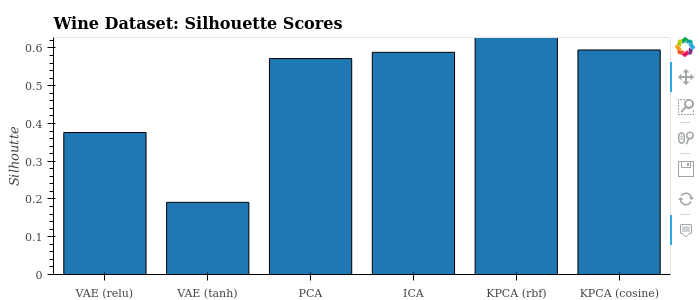 Wine Dataset: Silhouette Scores
0.6
0.5
0.4
0.3
0.2
0.1
0
Silhoutte
VAE (relu)
VAE (tanh)
PCA
ICA
KPCA (rbf)
KPCA (cosine)